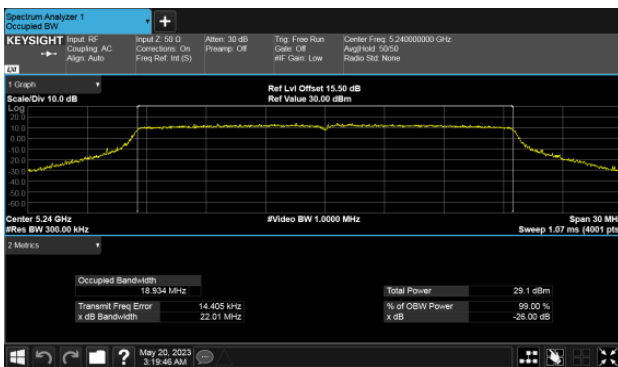 Spectrum Analyzer 1
Occupied BW
+
KEYSIGHT
Input: RF
Coupling: AC
Align: Auto
Input Z: 50 Ω
Corrections: On
Freq Ref: Int (S)
Atten: 30 dB
Preamp: Off
Trig: Free Run
Gate: Off
#IF Gain: Low
Center Freq: 5.240000000 GHz
Avg|Hold: 50/50
Radio Std: None
LXI
1 Graph
Ref Lvl Offset 15.50 dB
Scale/Div 10.0 dB
Ref Value 30.00 dBm
Log
20.0
10.0
0.00
-10.0
-20.0
-30.0
-40.0
-50.0
-60.0
Center 5.24 GHz
#Video BW 1.0000 MHz
Span 30 MH
#Res BW 300.00 kHz
Sweep 1.07 ms (4001 pts
2 Metrics
Occupied Bandwidth
18.934 MHz
Total Power 29.1 dBm
Transmit Freq Error 14.405 kHz
% of OBW Power 99.00 %
x dB Bandwidth 22.01 MHz
x dB -26.00 dB
?
May 20, 2023
3:19:46 AM